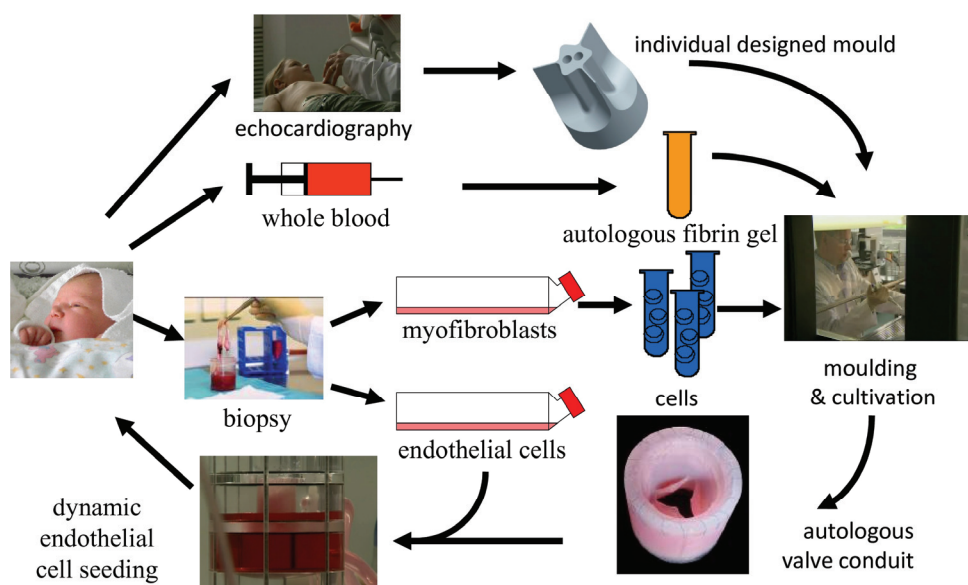 individual designed mould
echocardiography
whole blood
autologous fibrin gel
myofibroblasts
cells
biopsy
endothelial cells
moulding
& cultivation
dynamic
endothelial
cell seeding
autologous
valve conduit